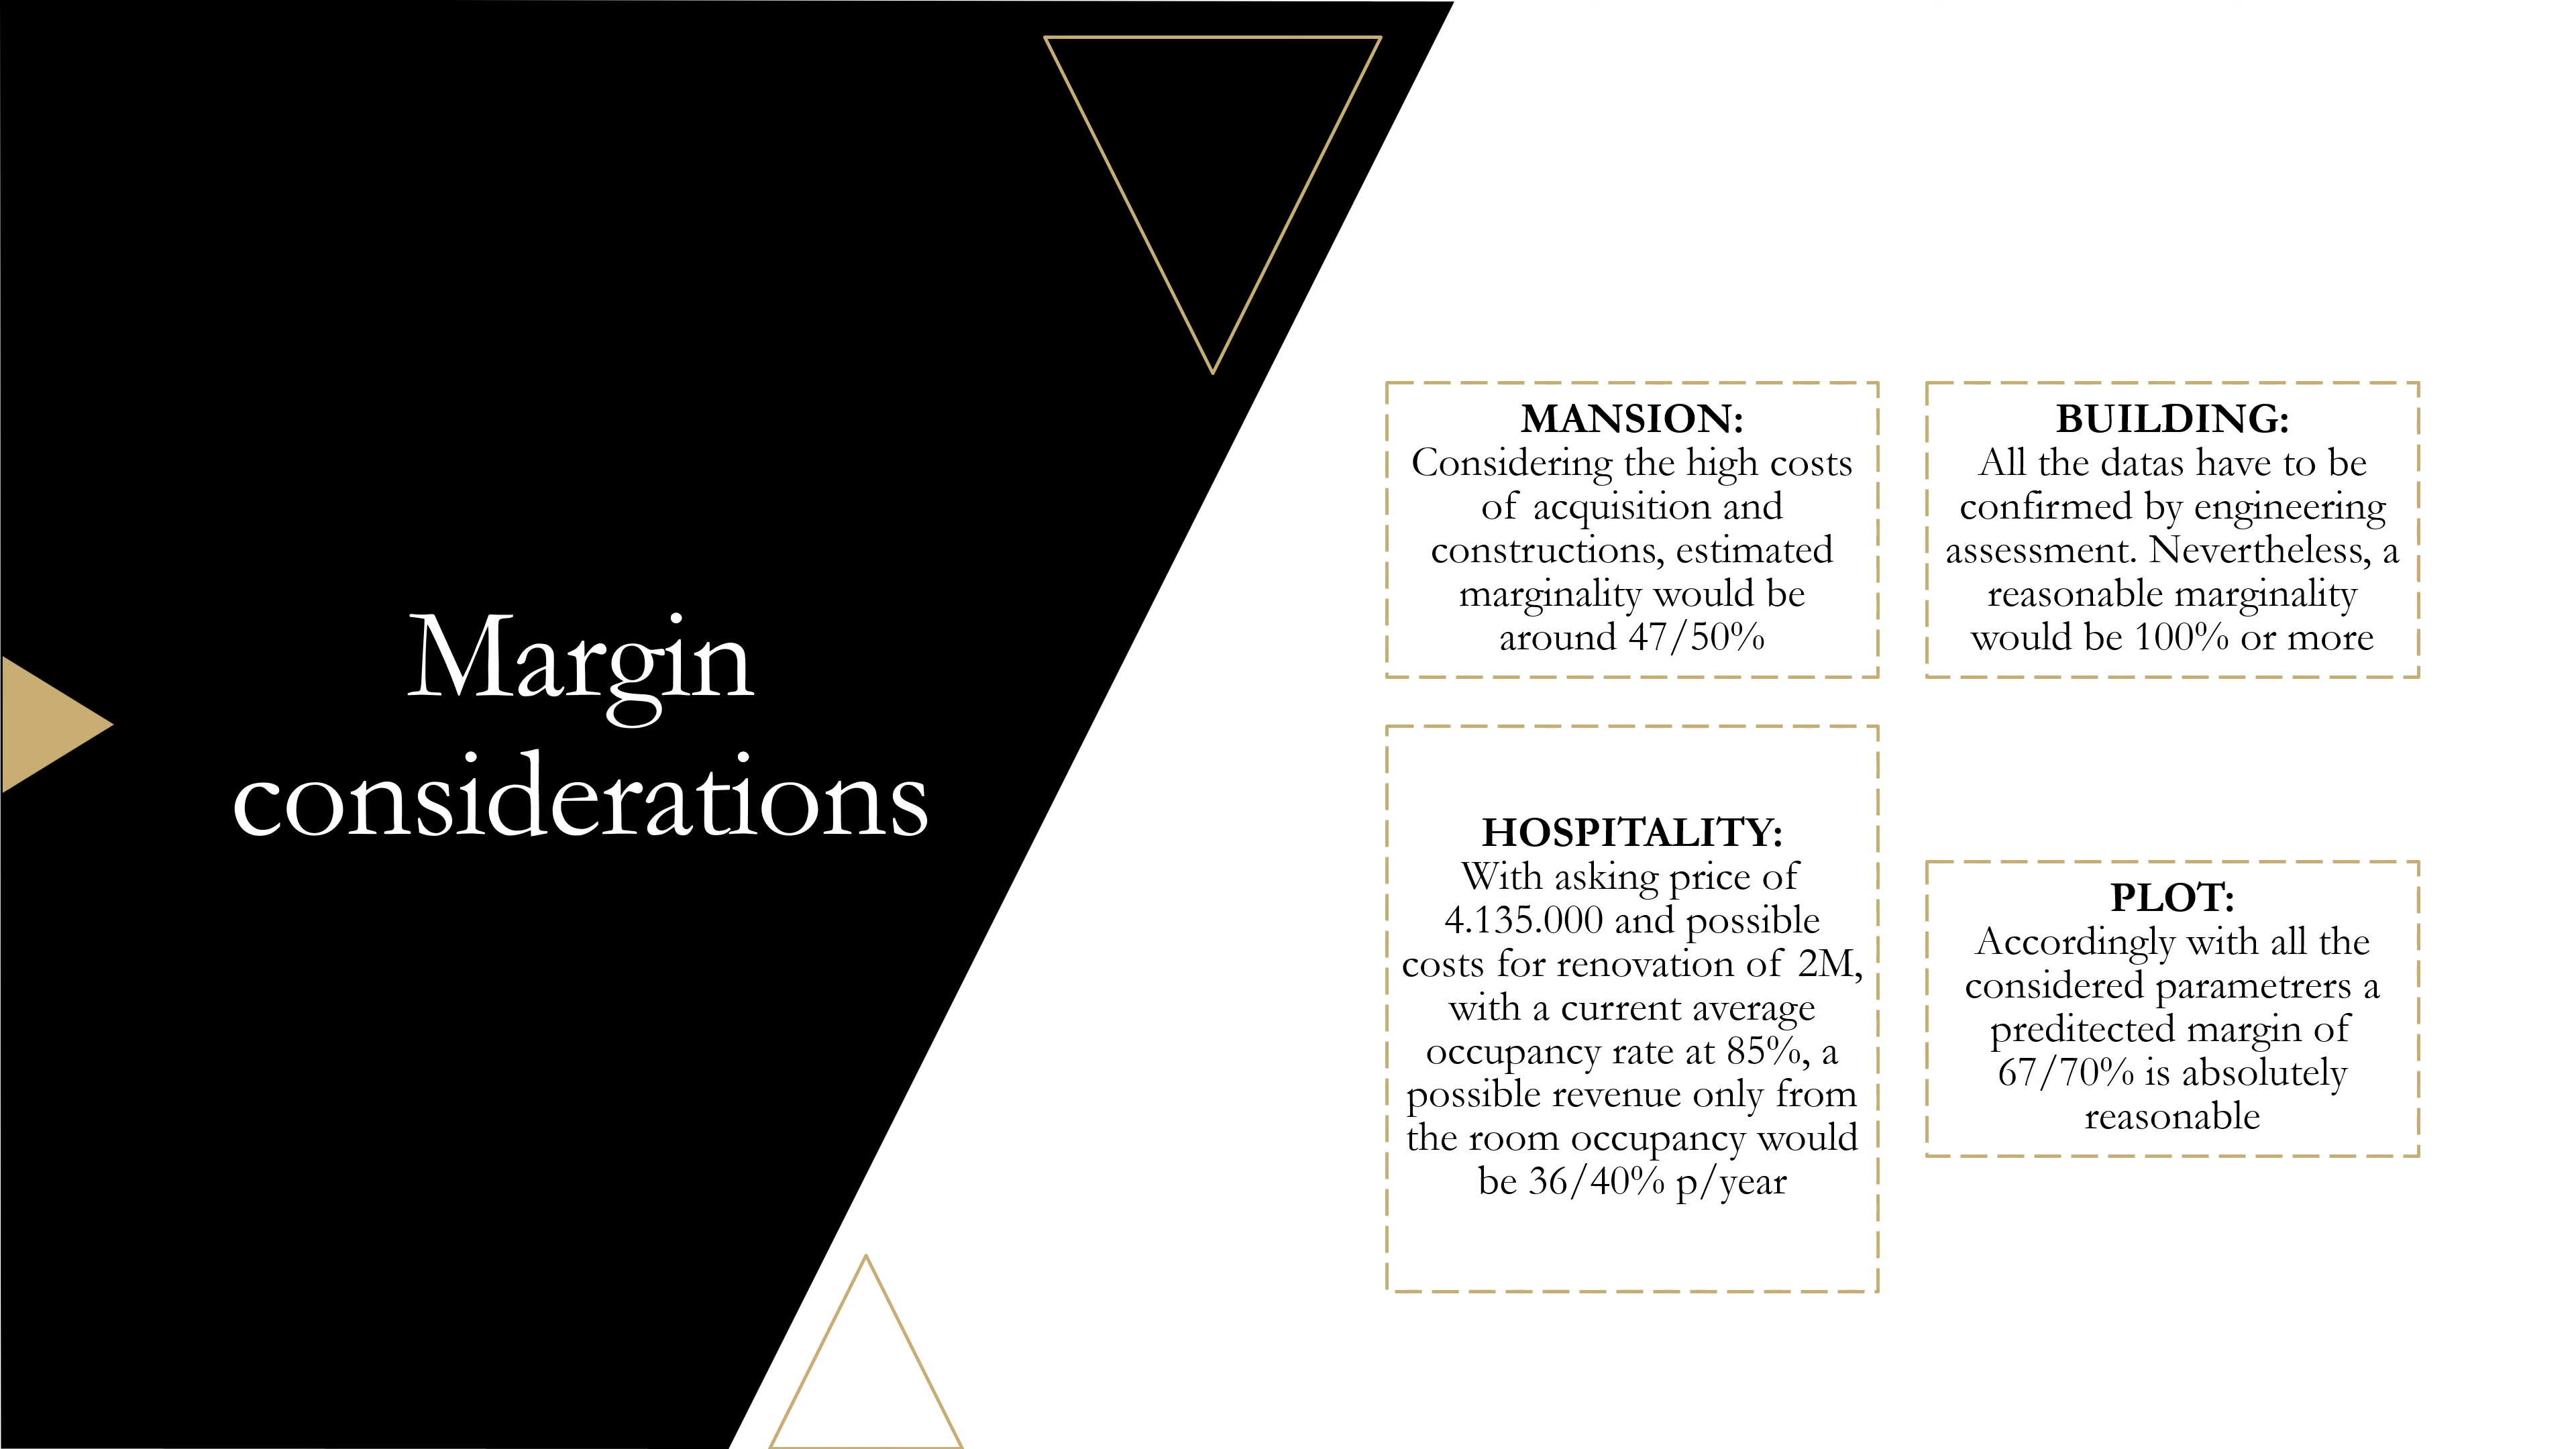 Margin
considerations
MANSION:
Considering the high costs
of acquisition and
constructions, estimated
marginality would be
around 47/50%
BUILDING:
All the datas have to be
confirmed by engineering
assessment. Nevertheless, a
reasonable marginality
would be 100% or more
HOSPITALITY:
With asking price of
4.135.000 and possible
costs for renovation of 2M,
with a current average
occupancy rate at 85%, a
possible revenue only from
the room occupancy would
be 36/40% p/year
PLOT:
Accordingly with all the
considered parametrers a
preditected margin of
67/70% is absolutely
reasonable